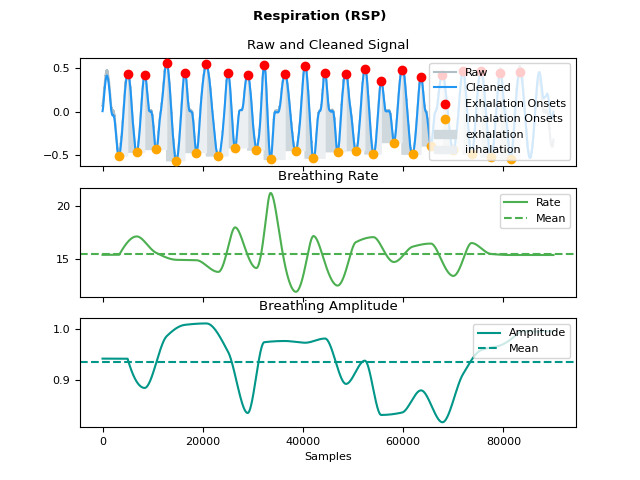 Respiration (RSP)
Raw and Cleaned Signal
0.5
0.0
−0.5
Raw
Cleaned
Exhalation Onsets
Inhalation Onsets
exhalation
inhalation
Breathing Rate
20
15
Rate
Mean
Breathing Amplitude
1.0
0.9
Amplitude
Mean
0
20000
40000
60000
80000
Samples